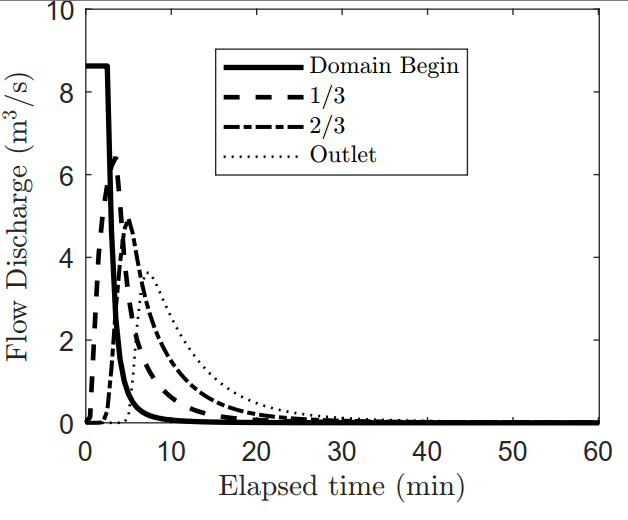 10
8
6
4
2
0
Flow Discharge (m³/s)
Domain Begin
1/3
2/3
Outlet
0 10 20 30 40 50 60
Elapsed time (min)